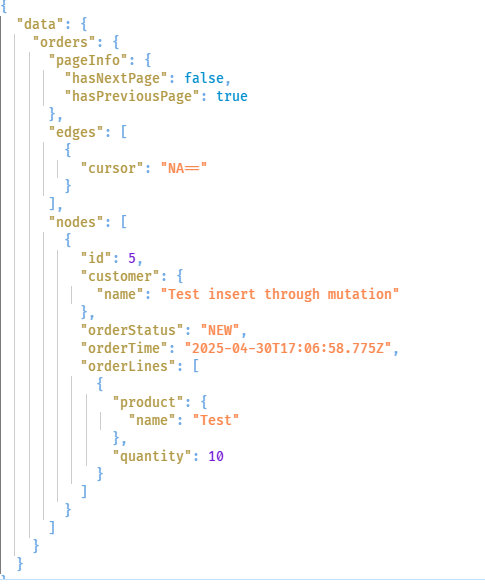 {
  "data": {
    "orders": {
      "pageInfo": {
        "hasNextPage": false,
        "hasPreviousPage": true
      },
      "edges": [
        {
          "cursor": "NA=="
        }
      ],
      "nodes": [
        {
          "id": 5,
          "customer": {
            "name": "Test insert through mutation"
          },
          "orderStatus": "NEW",
          "orderTime": "2025-04-30T17:06:58.775Z",
          "orderLines": [
            {
              "product": {
                "name": "Test"
              },
              "quantity": 10
            }
          ]
        }
      ]
    }
  }
}